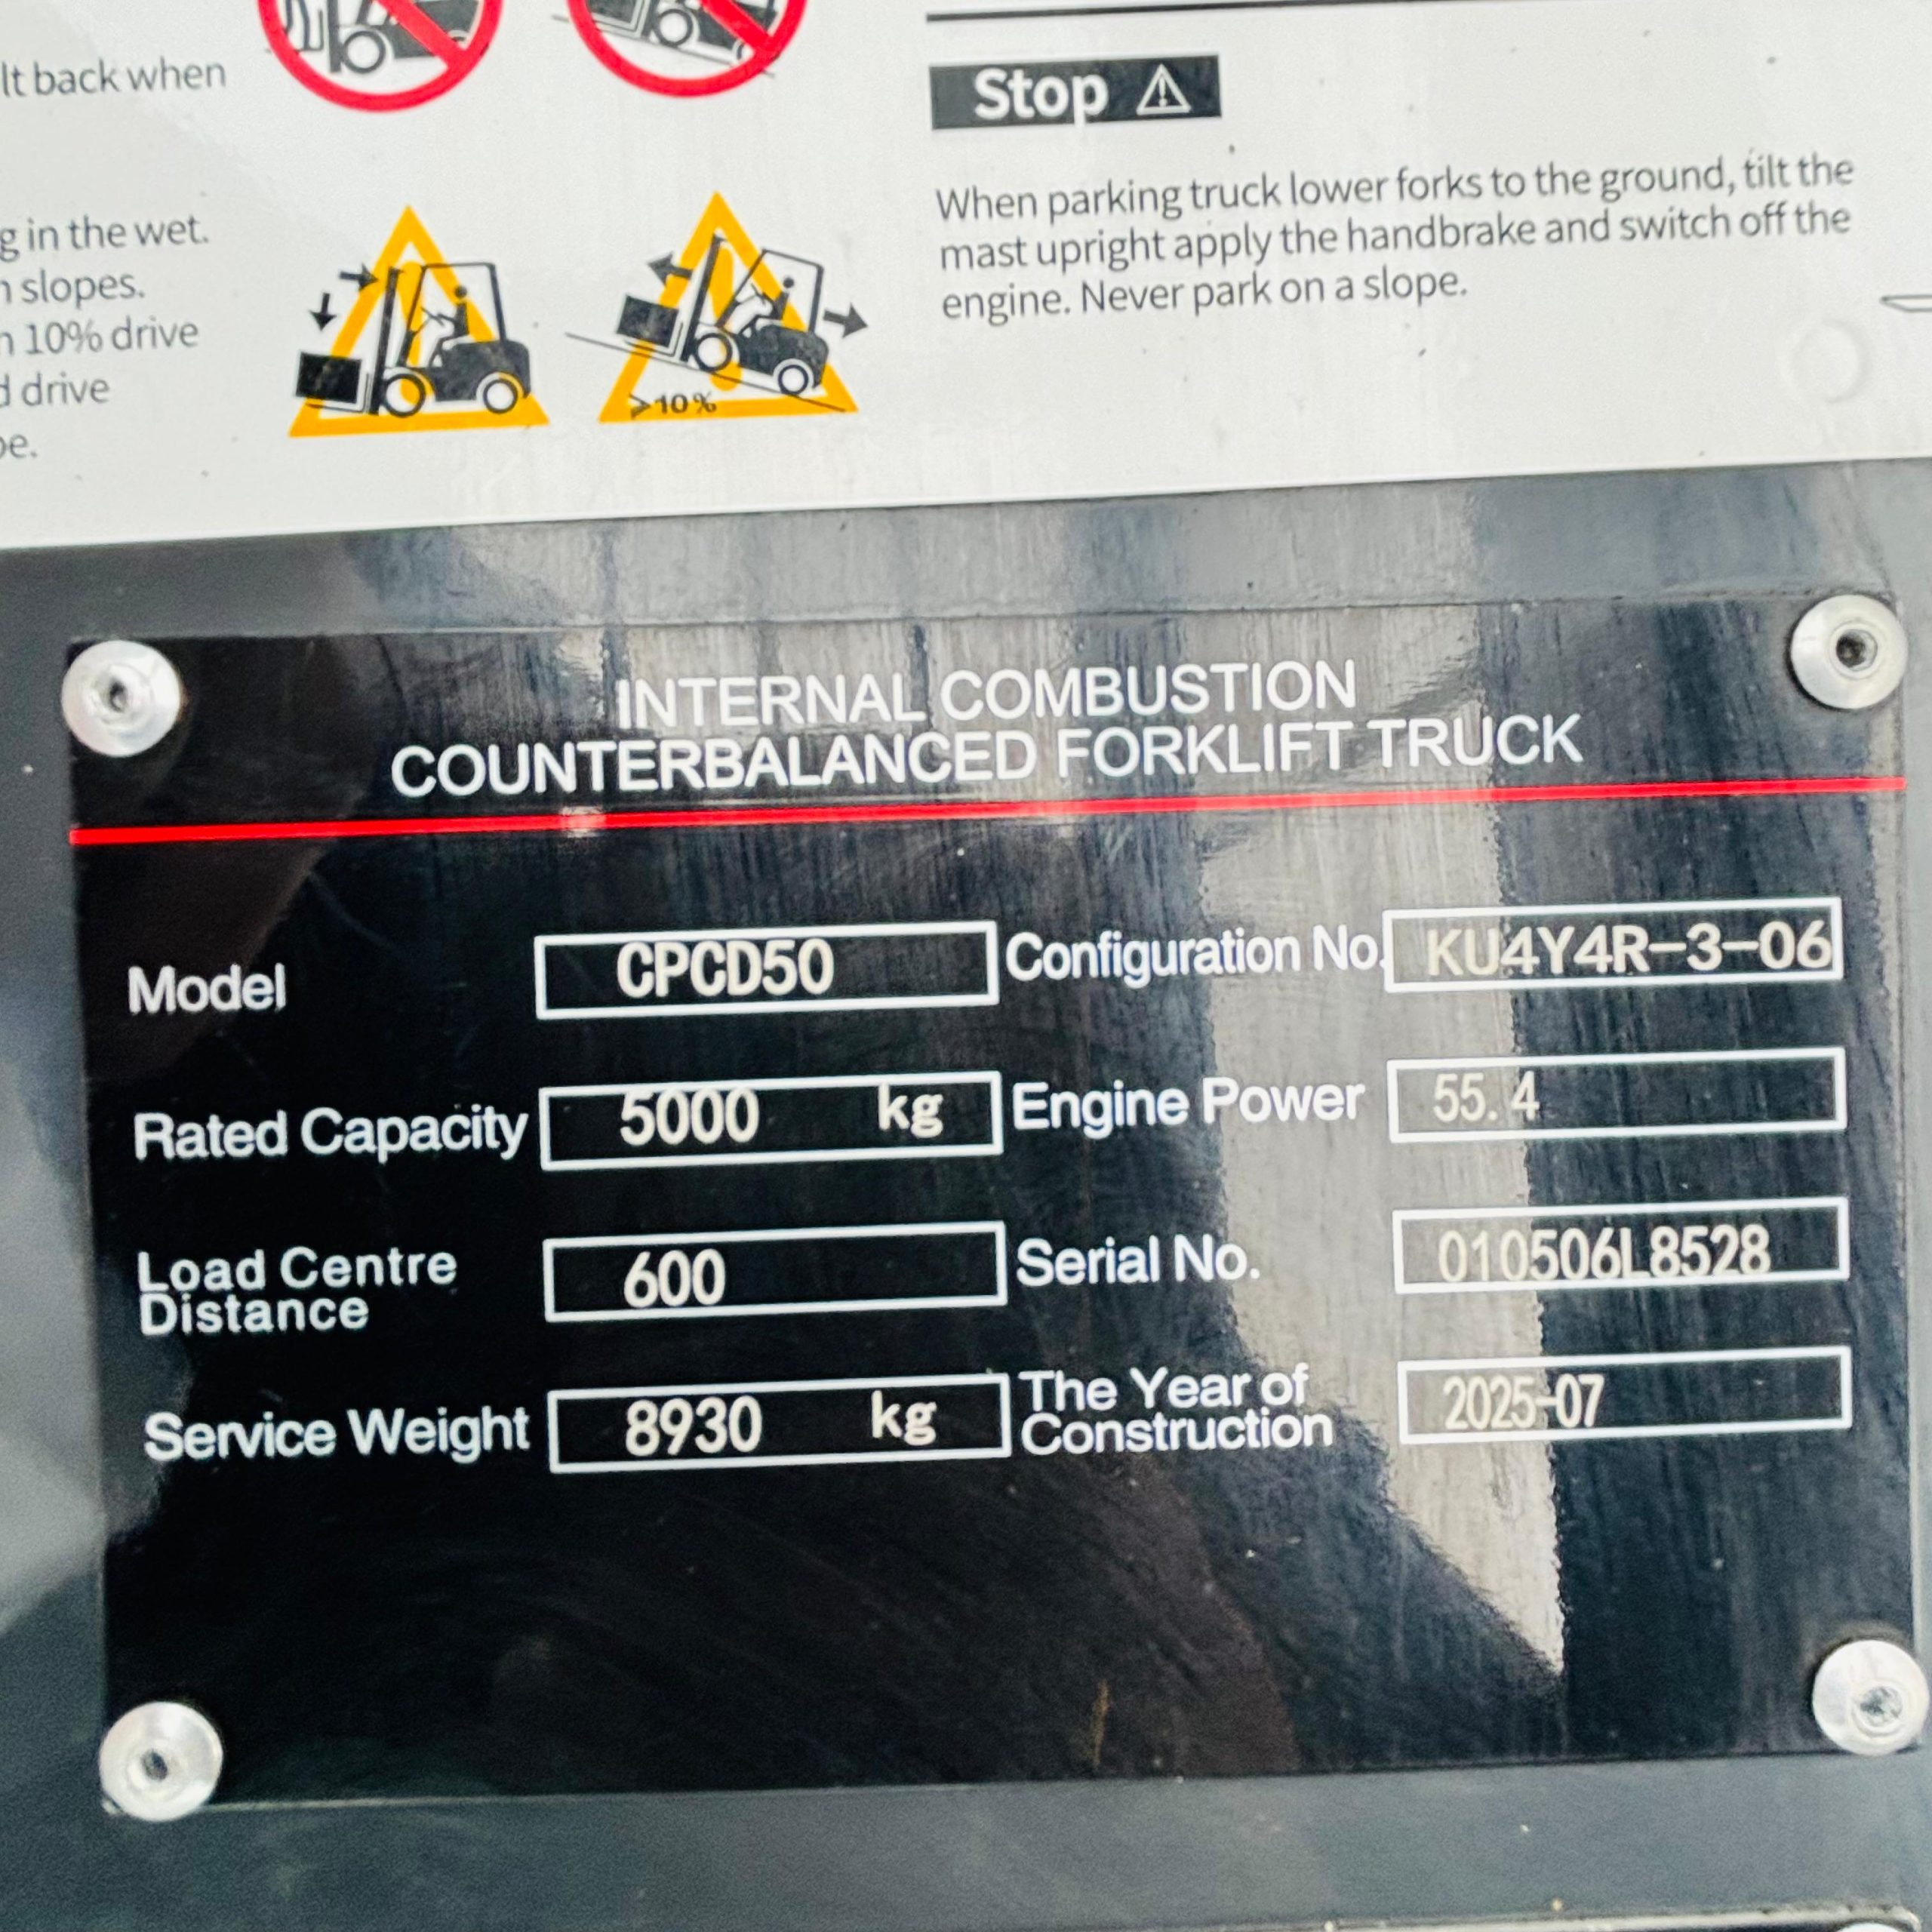 lt back when
g in the wet.
slopes.
10% drive
drive
>10%
Stop
When parking truck lower forks to the ground, tilt the
mast upright apply the handbrake and switch off the
engine. Never park on a slope.
INTERNAL COMBUSTION
COUNTERBALANCED FORKLIFT TRUCK
Model CPCD50 Configuration No. KU4Y4R-3-06
Rated Capacity 5000 kg Engine Power 55.4
Load Centre
Distance 600 Serial No. 010506L8528
Service Weight 8930 kg The Year of
Construction 2025-07